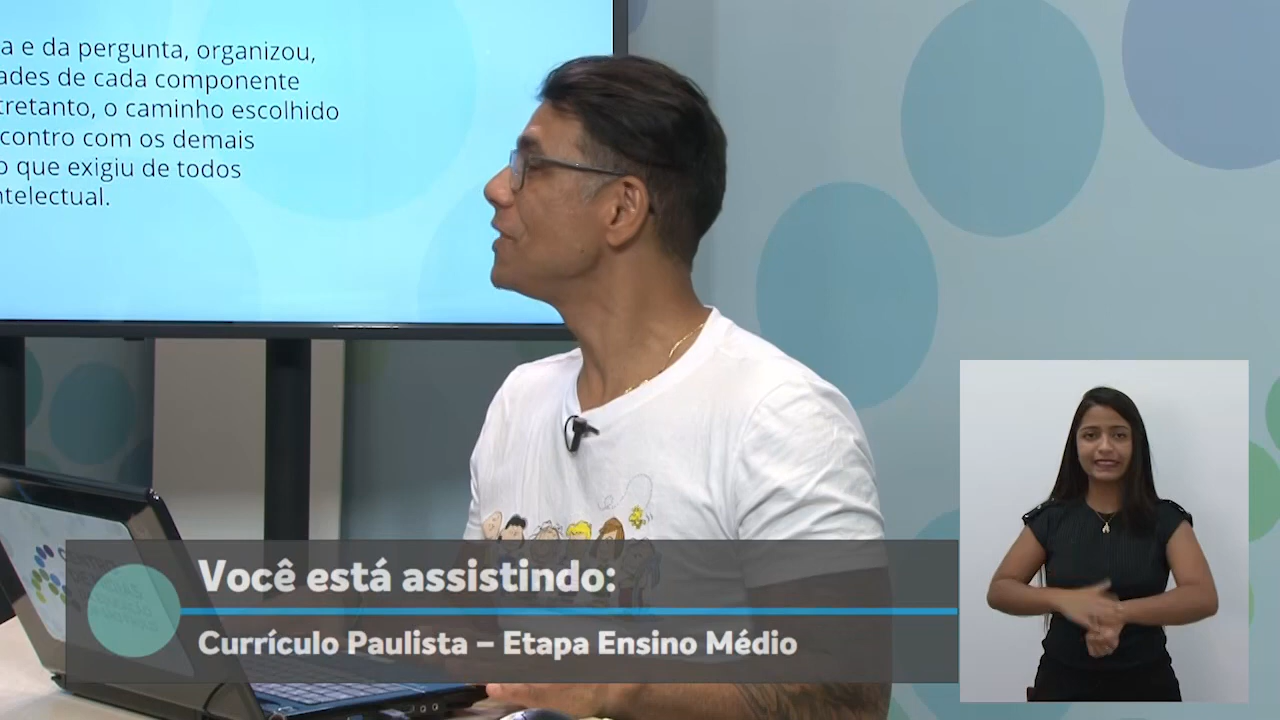 a e da pergunta, organizou,
ades de cada componente
tretanto, o caminho escolhido
contro com os demais
o que exigiu de todos
ntelectual.
Você está assistindo:
Currículo Paulista – Etapa Ensino Médio